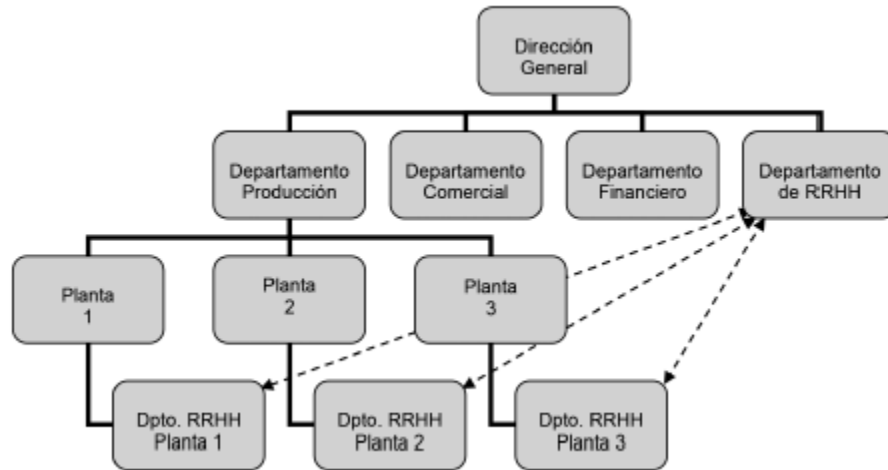 Dirección
General
Departamento
Producción
Departamento
Comercial
Departamento
Financiero
Departamento
de RRHH
Planta
1
Planta
2
Planta
3
Dpto. RRHH
Planta 1
Dpto. RRHH
Planta 2
Dpto. RRHH
Planta 3